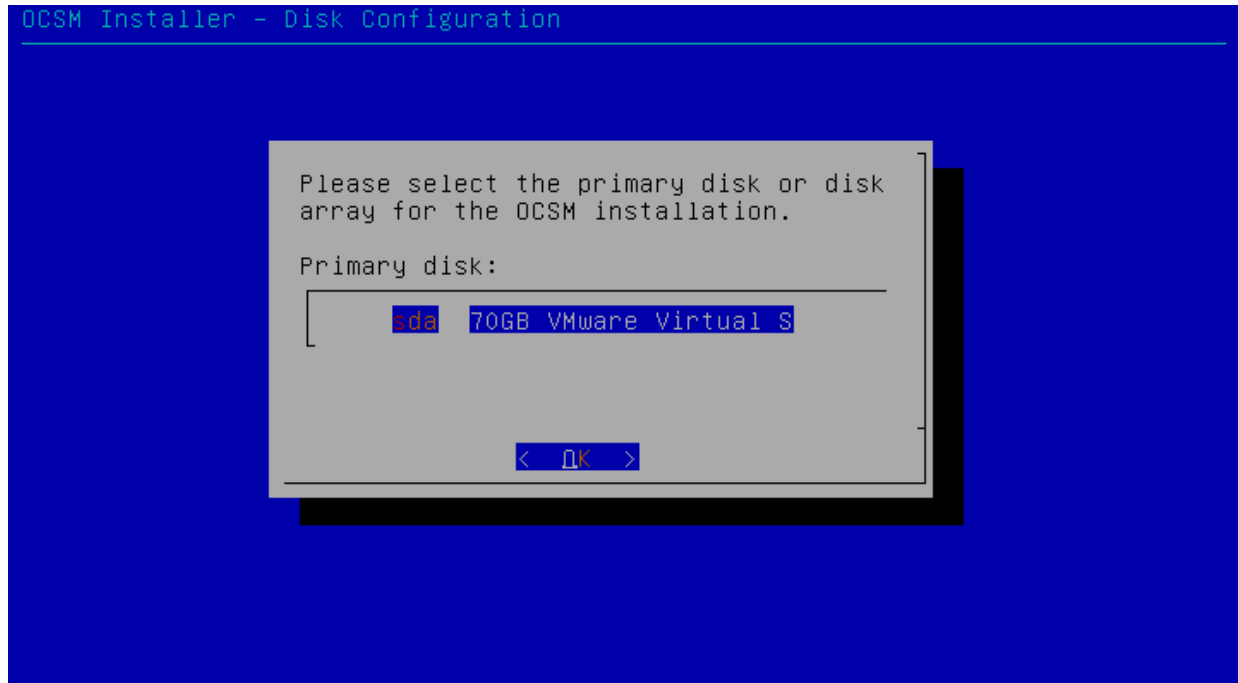 OCSM Installer – Disk Configuration
Please select the primary disk or disk
array for the OCSM installation.
Primary disk:
sda 70GB VMware Virtual S
< OK >